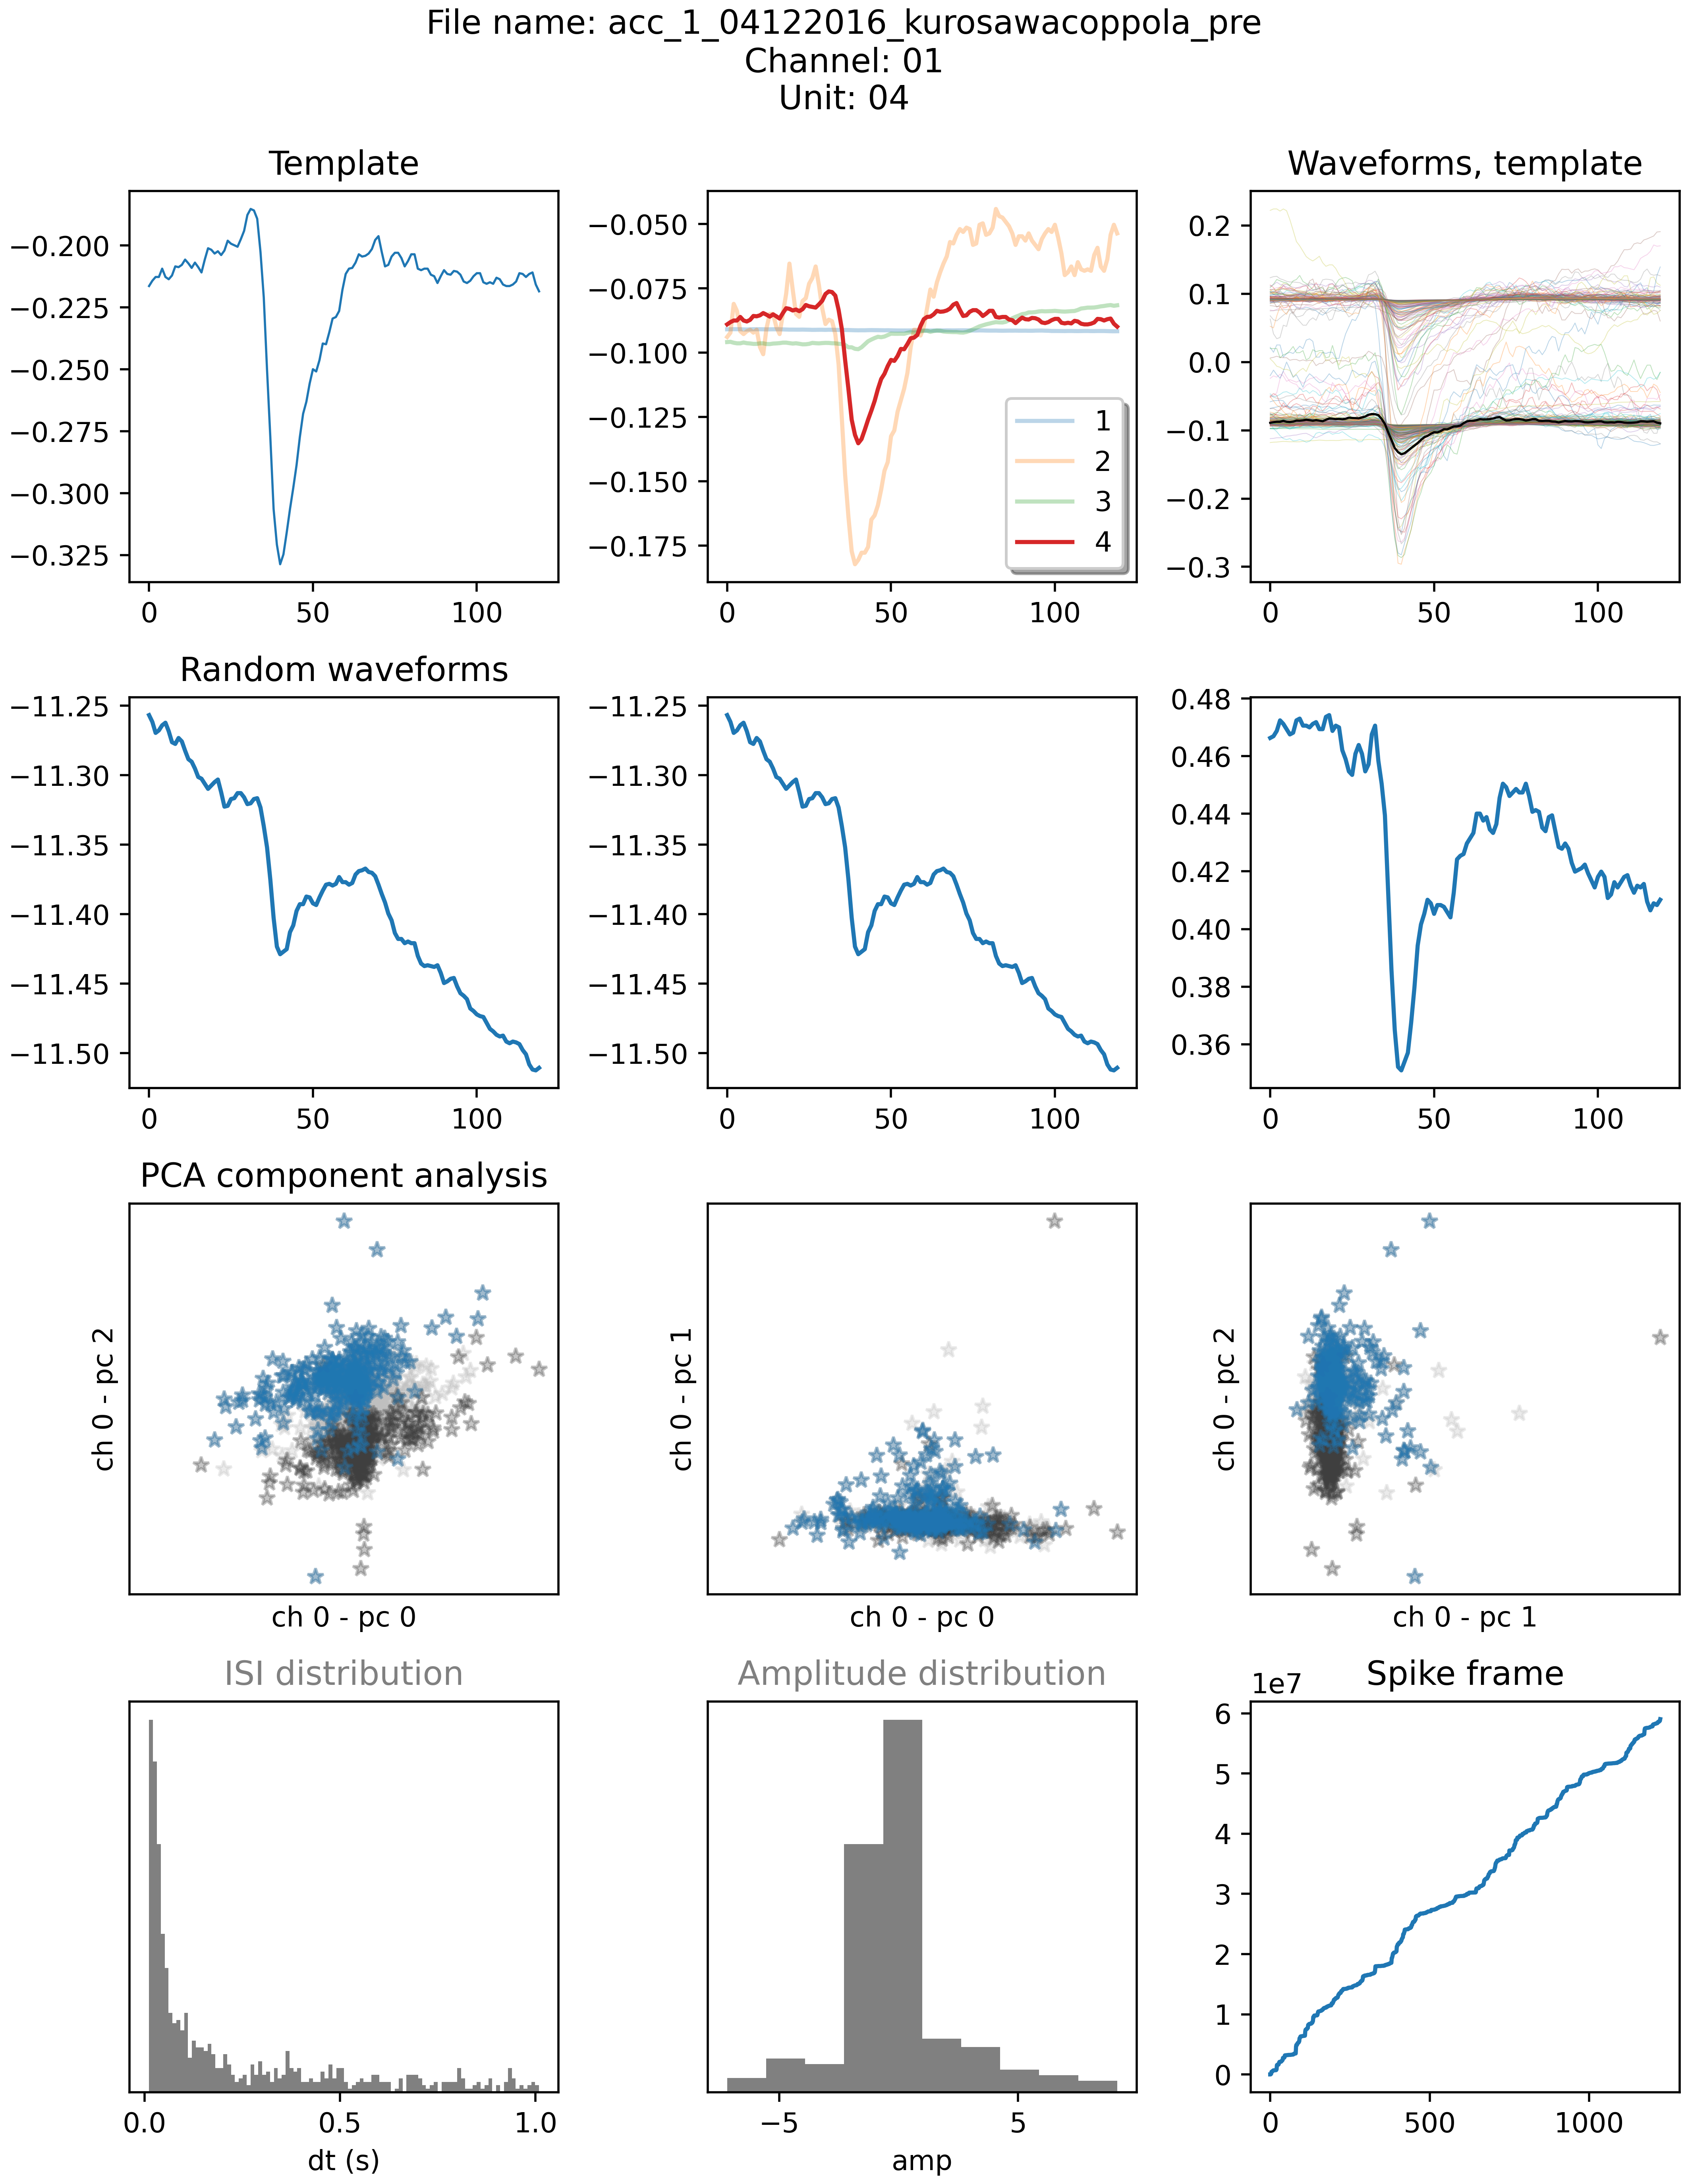 File name: acc_1_04122016_kurosawacoppola_pre
Channel: 01
Unit: 04
Template
Waveforms, template
−0.200
−0.225
−0.250
−0.275
−0.300
−0.325
0 50 100
−0.050
−0.075
−0.100
−0.125
−0.150
−0.175
1
2
3
4
0 50 100
0.2
0.1
0.0
−0.1
−0.2
−0.3
0 50 100
Random waveforms
−11.25
−11.30
−11.35
−11.40
−11.45
−11.50
0 50 100
−11.25
−11.30
−11.35
−11.40
−11.45
−11.50
0 50 100
0.48
0.46
0.44
0.42
0.40
0.38
0.36
0 50 100
PCA component analysis
ch 0 - pc 2
ch 0 - pc 0
ch 0 - pc 1
ch 0 - pc 0
ch 0 - pc 2
ch 0 - pc 1
ISI distribution
0.0 0.5 1.0
dt (s)
Amplitude distribution
−5 5
amp
Spike frame
1e7
6
5
4
3
2
1
0
0 500 1000